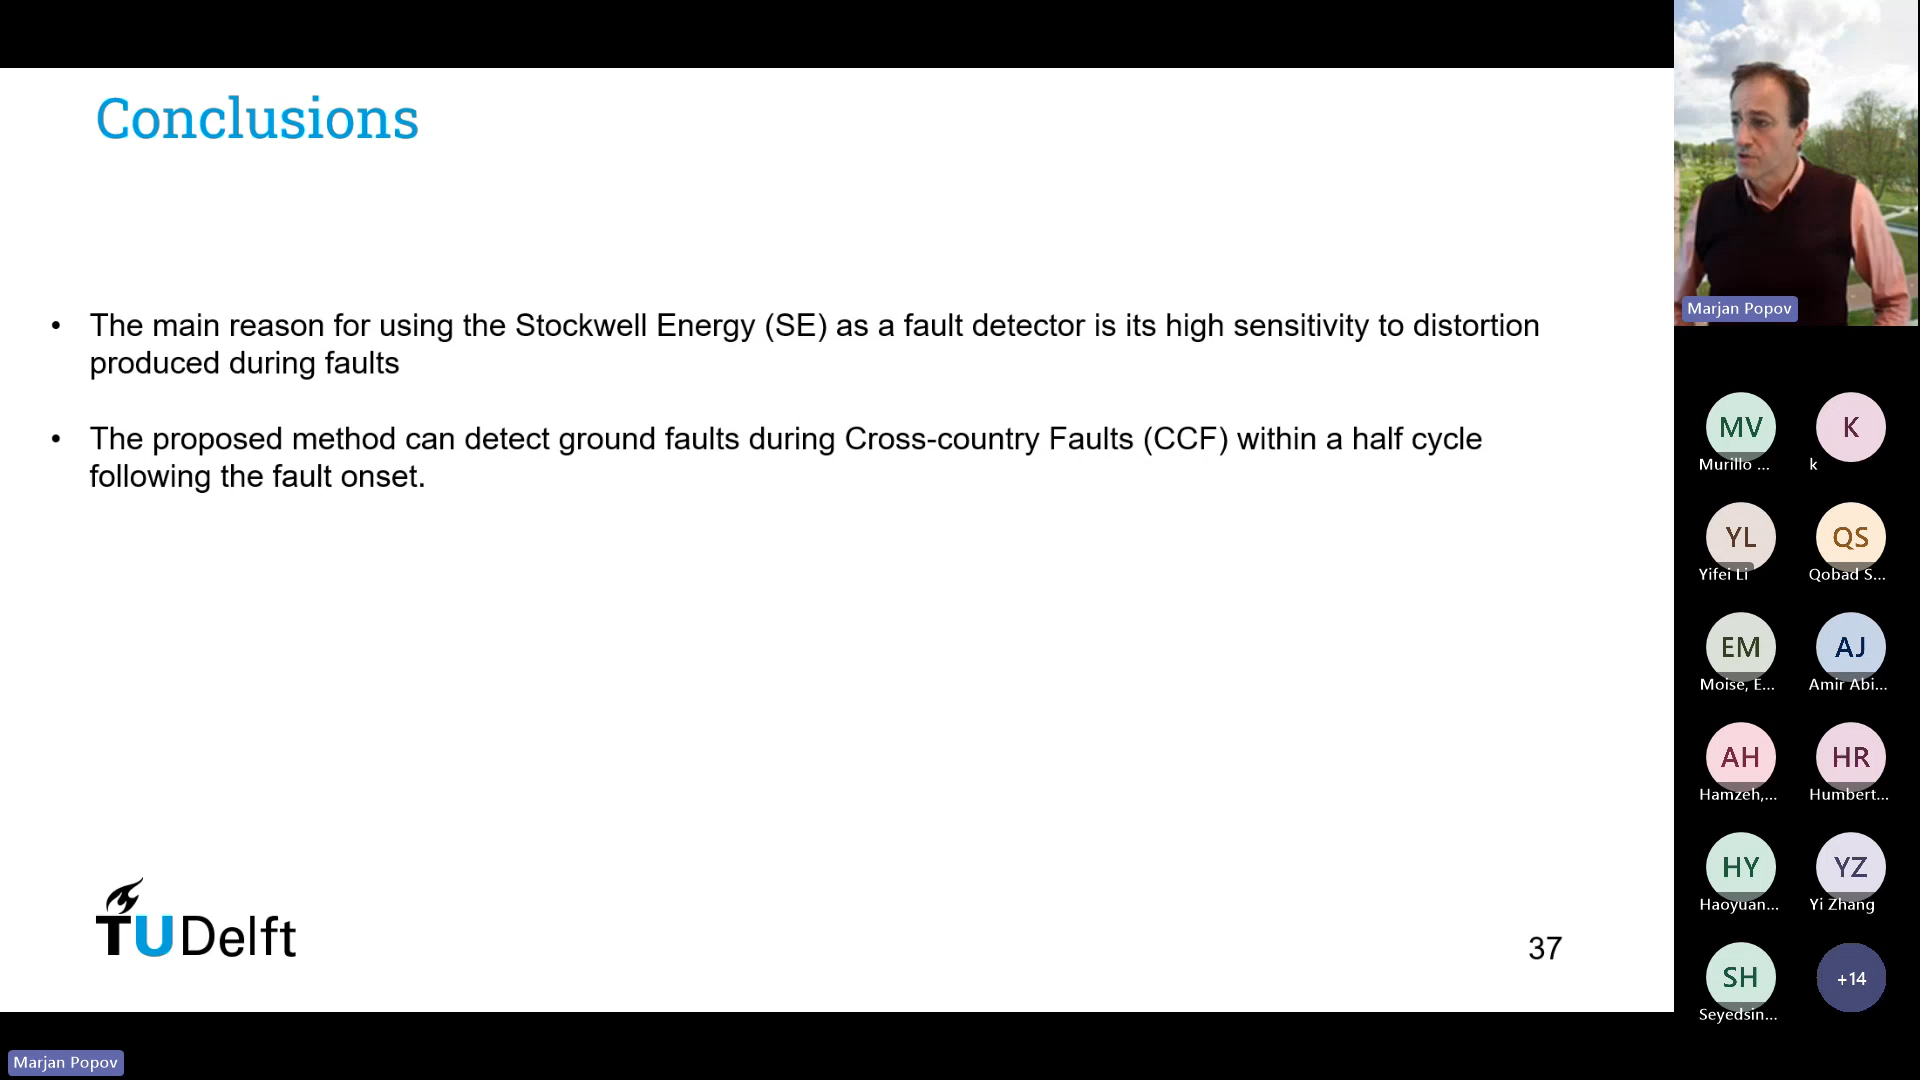 Conclusions
• The main reason for using the Stockwell Energy (SE) as a fault detector is its high sensitivity to distortion
produced during faults
• The proposed method can detect ground faults during Cross-country Faults (CCF) within a half cycle
following the fault onset.
TUDelft
37
Marjan Popov
Marjan Popov
MV
Murillo ...
K
k
YL
Yifei Li
QS
Qobad S...
EM
Moise, E...
AJ
Amir Abi...
AH
Hamzeh,...
HR
Humbert...
HY
Haoyuan...
YZ
Yi Zhang
SH
Seyedsin...
+14